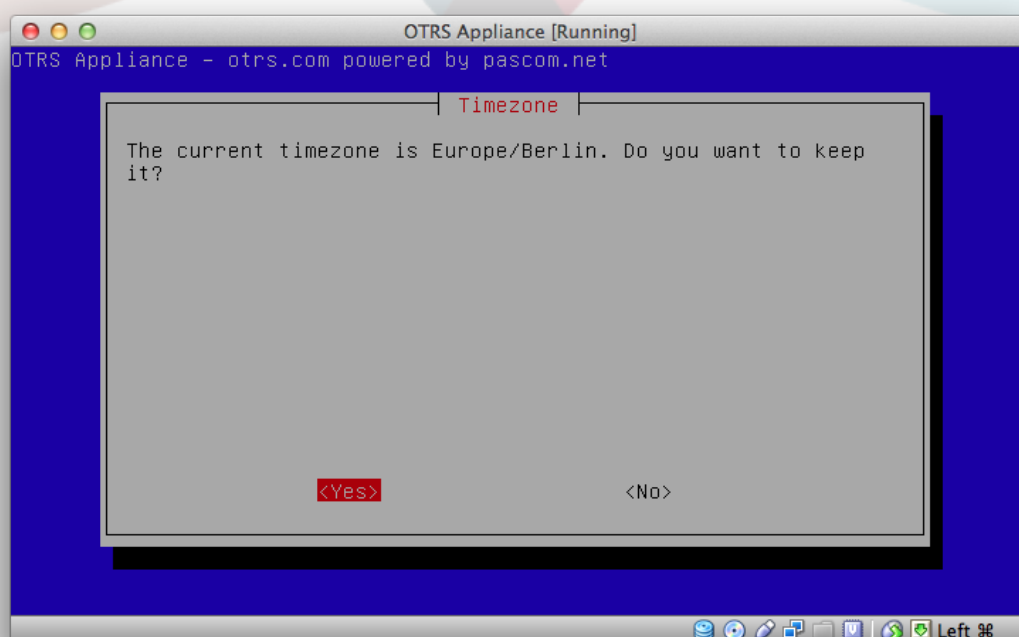 OTRS Appliance [Running]
OTRS Appliance – otrs.com powered by pascom.net
Timezone
The current timezone is Europe/Berlin. Do you want to keep
it?
<Yes> <No>
Left ⌘